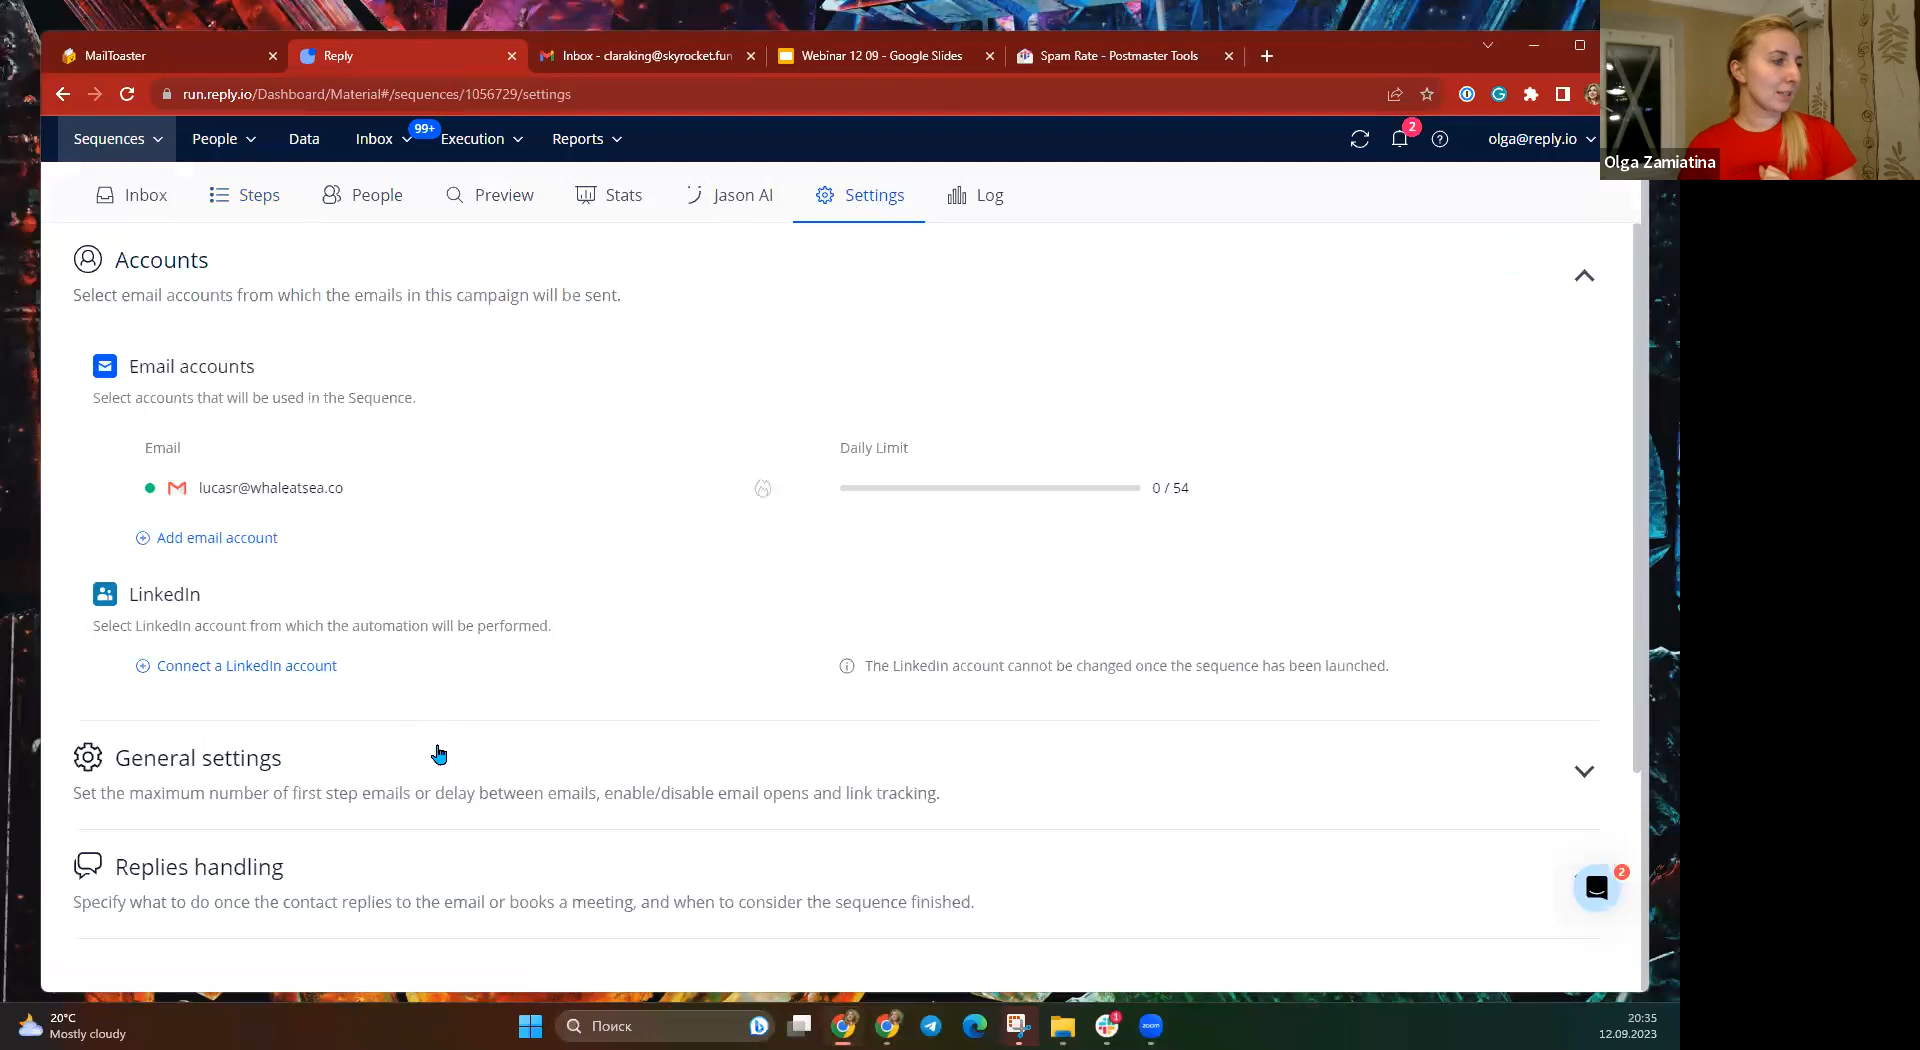 MailToaster
Reply
Inbox - claraking@skyrocket.fun
Webinar 12 09 - Google Slides
Spam Rate - Postmaster Tools
run.reply.io/Dashboard/Material#/sequences/1056729/settings
Olga Zamiatina
Sequences
People
Data
Inbox
99+
Execution
Reports
2
olga@reply.io
Inbox
Steps
People
Preview
Stats
Jason AI
Settings
Log
Accounts
Select email accounts from which the emails in this campaign will be sent.
Email accounts
Select accounts that will be used in the Sequence.
Email
Daily Limit
lucasr@whaleatsea.co
0 / 54
Add email account
LinkedIn
Select LinkedIn account from which the automation will be performed.
Connect a LinkedIn account
The LinkedIn account cannot be changed once the sequence has been launched.
General settings
Set the maximum number of first step emails or delay between emails, enable/disable email opens and link tracking.
Replies handling
Specify what to do once the contact replies to the email or books a meeting, and when to consider the sequence finished.
2
20°C
Mostly cloudy
Поиск
1
zoom
20:35
12.09.2023